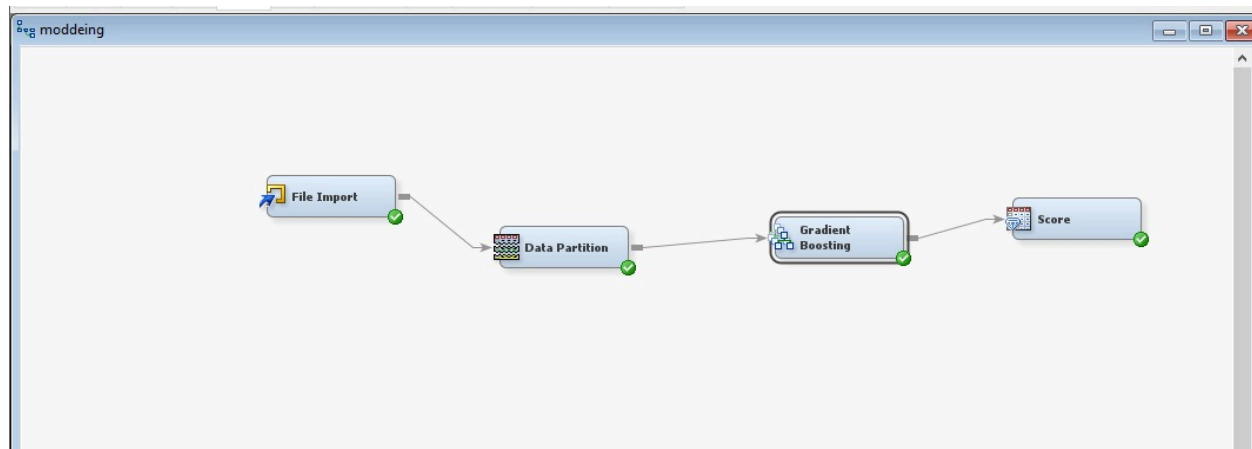 moddeing
File Import
Data Partition
Gradient
Boosting
Score